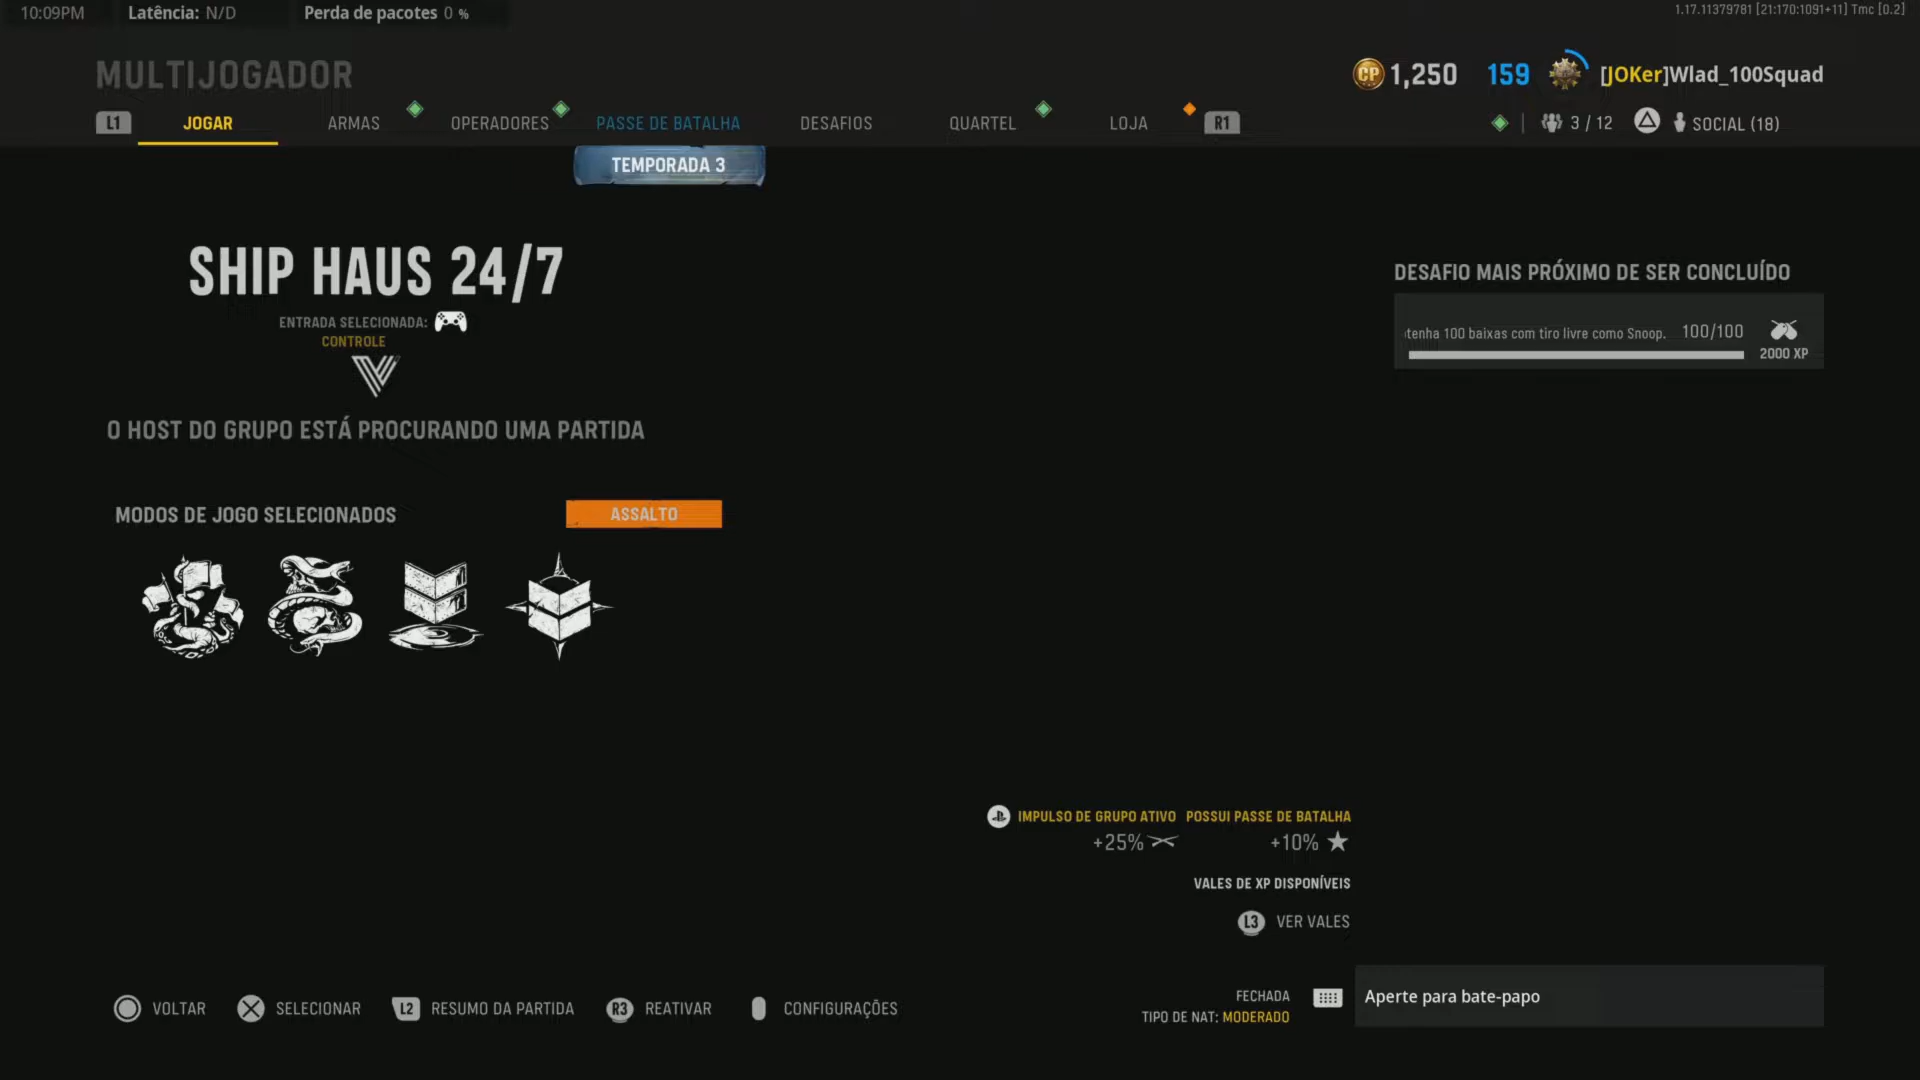 10:09PM Latência: N/D Perda de pacotes 0 %
1.17.11379781 [21:170:1091+11] Tmc [0.2]
MULTIJOGADOR
CP 1,250 159 [JOKer]Wlad_100Squad
L1 JOGAR ARMAS OPERADORES PASSE DE BATALHA DESAFIOS QUARTEL LOJA R1
3 / 12 SOCIAL (18)
TEMPORADA 3
SHIP HAUS 24/7
ENTRADA SELECIONADA:
CONTROLE
O HOST DO GRUPO ESTÁ PROCURANDO UMA PARTIDA
MODOS DE JOGO SELECIONADOS
ASSALTO
DESAFIO MAIS PRÓXIMO DE SER CONCLUÍDO
tenha 100 baixas com tiro livre como Snoop. 100/100
2000 XP
IMPULSO DE GRUPO ATIVO POSSUI PASSE DE BATALHA
+25% +10%
VALES DE XP DISPONÍVEIS
L3 VER VALES
VOLTAR SELECIONAR L2 RESUMO DA PARTIDA R3 REATIVAR CONFIGURAÇÕES
FECHADA
TIPO DE NAT: MODERADO
Aperte para bate-papo